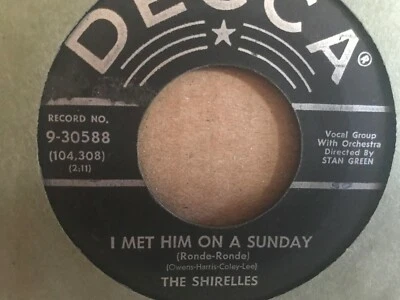 DECCA®
RECORD NO.
9-30588
(104,308)
(2:11)
Vocal Group
With Orchestra
Directed By
STAN GREEN
I MET HIM ON A SUNDAY
(Ronde-Ronde)
(Owens-Harris-Coley-Lee)
THE SHIRELLES